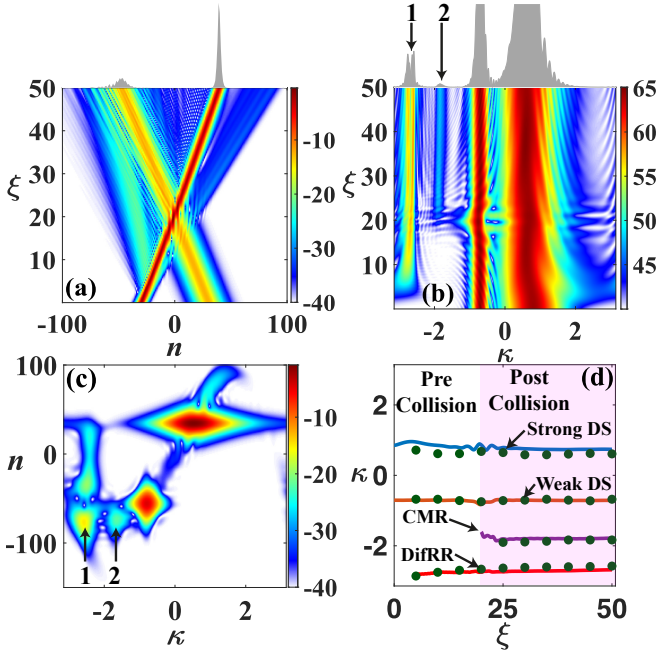 1
2
50
40
30
20
10
ξ
(a)
-100
0
100
n
-10
-20
-30
-40
50
40
30
20
10
ξ
(b)
-2
0
2
κ
65
60
55
50
45
(c)
100
0
-100
n
1
2
-2
0
2
κ
-10
-20
-30
-40
(d)
Pre
Collision
Post
Collision
Strong DS
Weak DS
CMR
DifRR
2
0
-2
κ
0
25
50
ξ